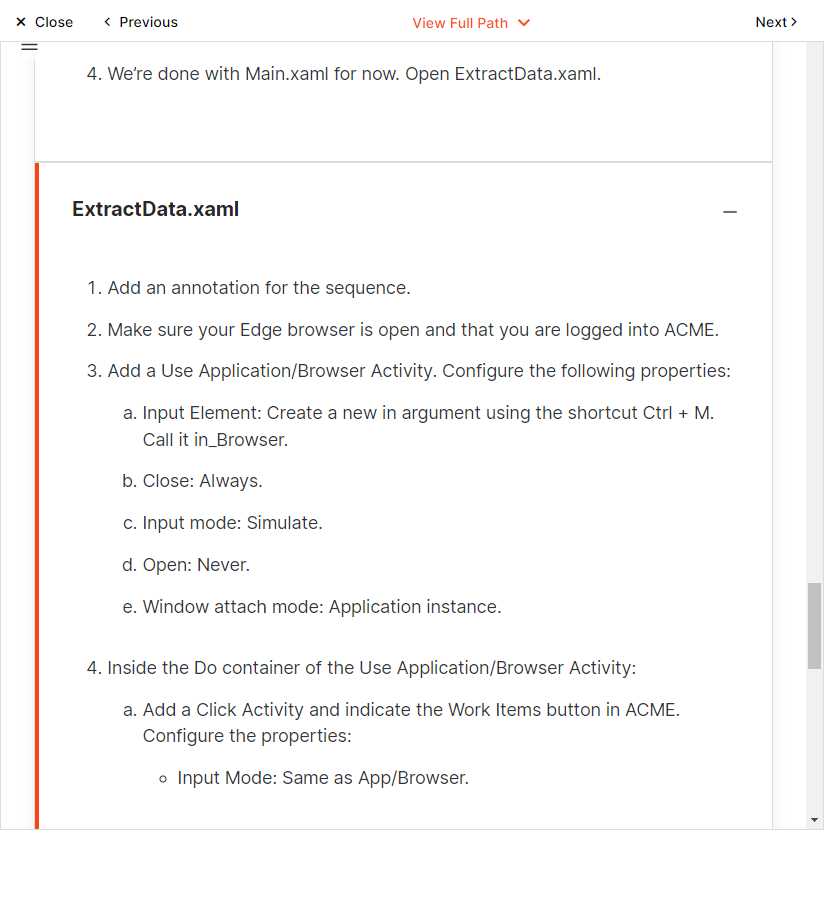 × Close
< Previous
View Full Path
Next >
4. We’re done with Main.xaml for now. Open ExtractData.xaml.
ExtractData.xaml
1. Add an annotation for the sequence.
2. Make sure your Edge browser is open and that you are logged into ACME.
3. Add a Use Application/Browser Activity. Configure the following properties:
a. Input Element: Create a new in argument using the shortcut Ctrl + M.
Call it in_Browser.
b. Close: Always.
c. Input mode: Simulate.
d. Open: Never.
e. Window attach mode: Application instance.
4. Inside the Do container of the Use Application/Browser Activity:
a. Add a Click Activity and indicate the Work Items button in ACME.
Configure the properties:
◦ Input Mode: Same as App/Browser.